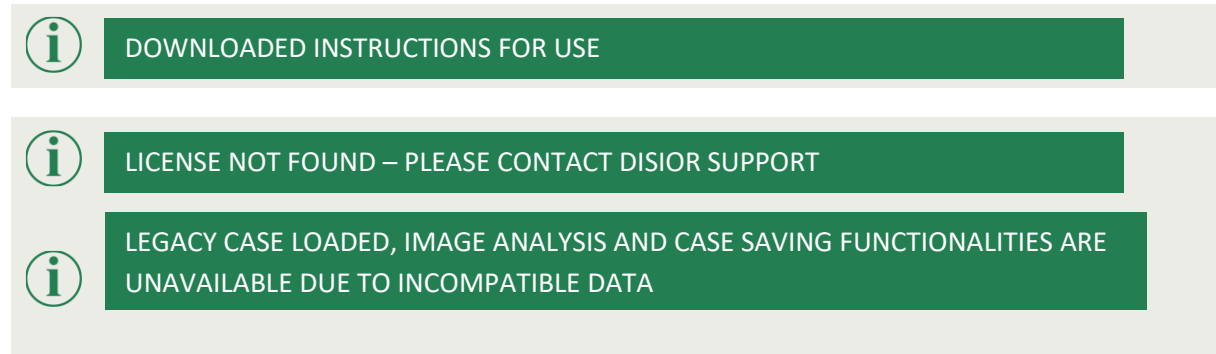 DOWNLOADED INSTRUCTIONS FOR USE
LICENSE NOT FOUND – PLEASE CONTACT DISIOR SUPPORT
LEGACY CASE LOADED, IMAGE ANALYSIS AND CASE SAVING FUNCTIONALITIES ARE
UNAVAILABLE DUE TO INCOMPATIBLE DATA